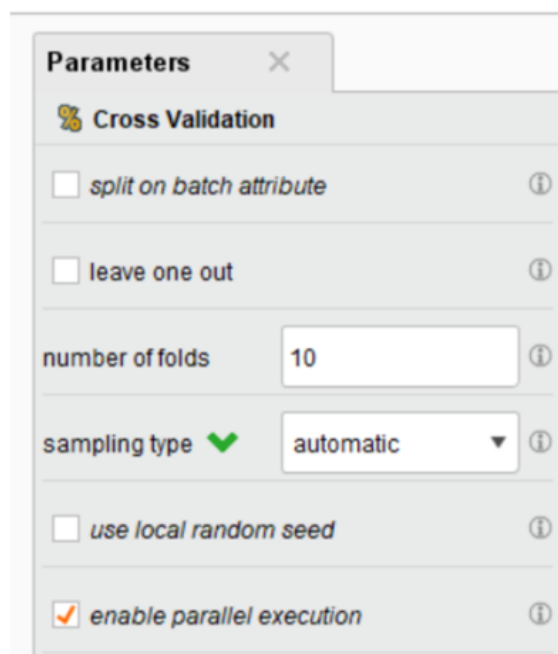 Parameters
Cross Validation
split on batch attribute
leave one out
number of folds 10
sampling type automatic
use local random seed
enable parallel execution